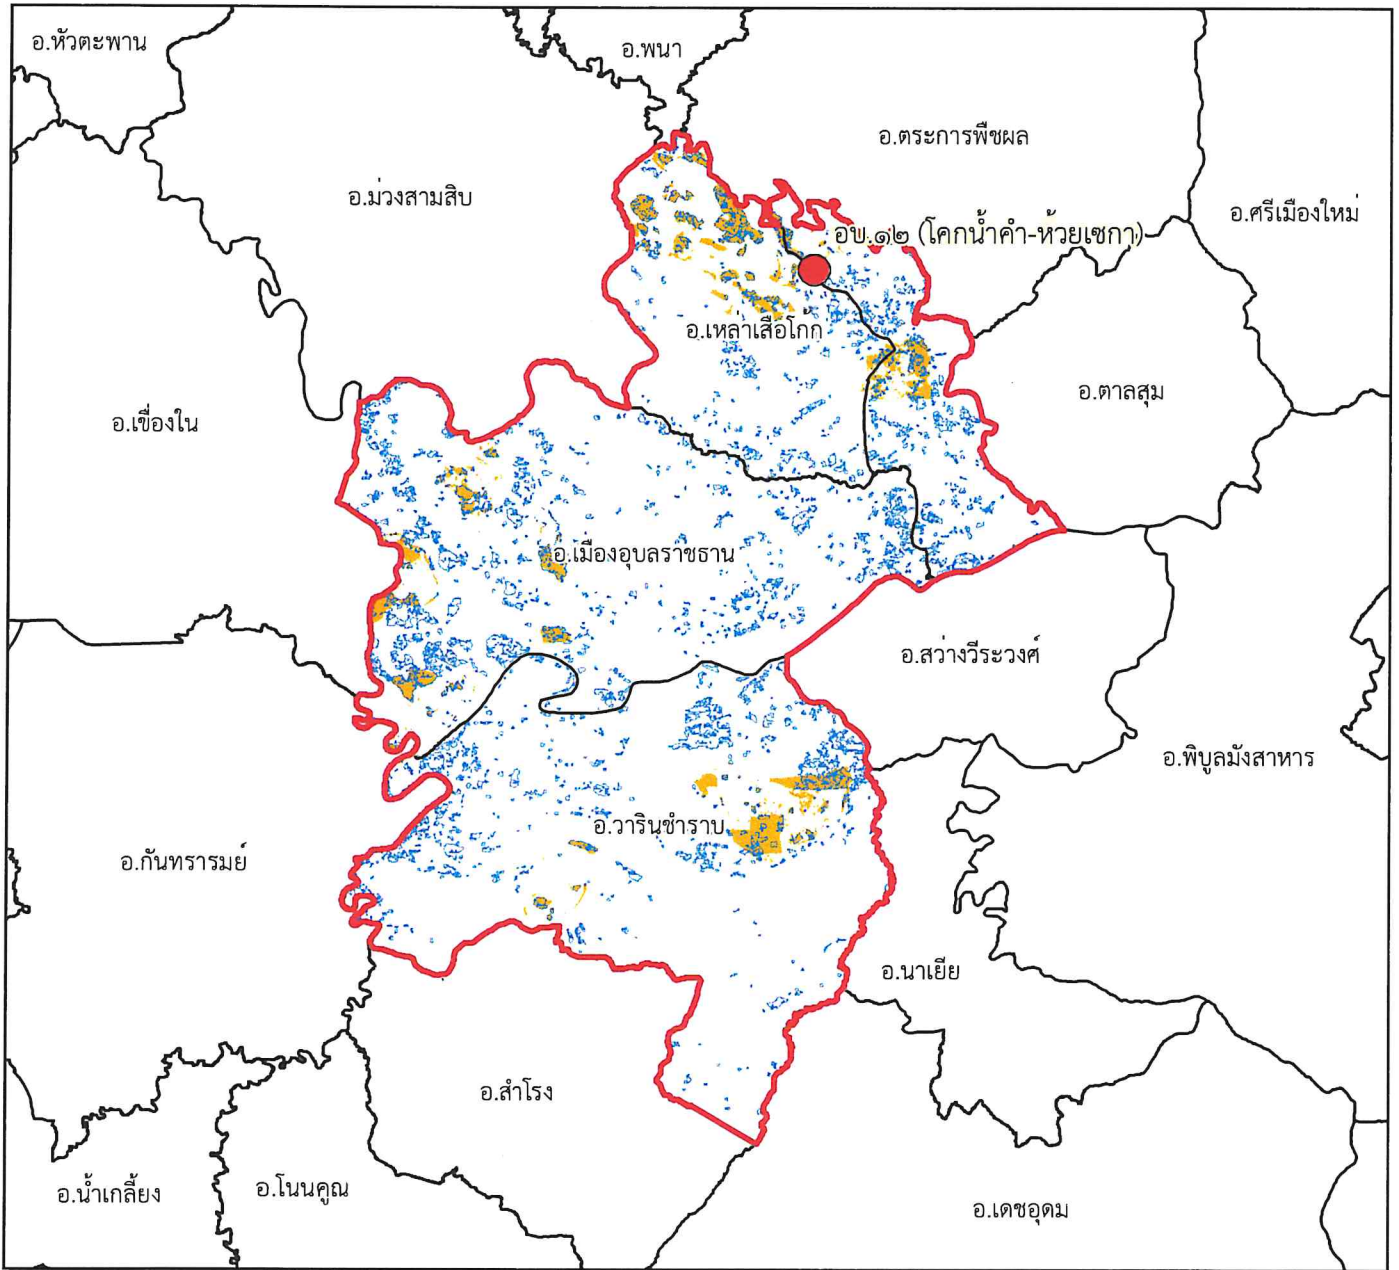 อ.หัวตะพาน
อ.พนา
อ.ตระการพืชผล
อ.ม่วงสามสิบ
อ.ศรีเมืองใหม่
อบ.๑๒ (โคกน้ำคำ-ห้วยเซกา)
อ.เหล่าเสือโก้ก
อ.ตาลสุม
อ.เขื่องใน
อ.เมืองอุบลราชธาน
อ.สว่างวีระวงศ์
อ.พิบูลมังสาหาร
อ.วารินชำราบ
อ.กันทรารมย์
อ.นาเยีย
อ.สำโรง
อ.น้ำเกลี้ยง
อ.โนนคูณ
อ.เดชอุดม